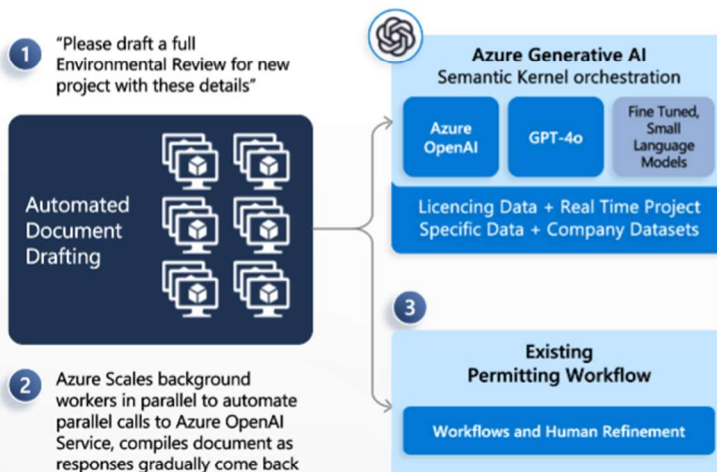 1
“Please draft a full
Environmental Review for new
project with these details”
Automated
Document
Drafting
2
Azure Scales background
workers in parallel to automate
parallel calls to Azure OpenAI
Service, compiles document as
responses gradually come back
Azure Generative AI
Semantic Kernel orchestration
Azure
OpenAI
GPT-4o
Fine Tuned,
Small
Language
Models
Licencing Data + Real Time Project
Specific Data + Company Datasets
3
Existing
Permitting Workflow
Workflows and Human Refinement